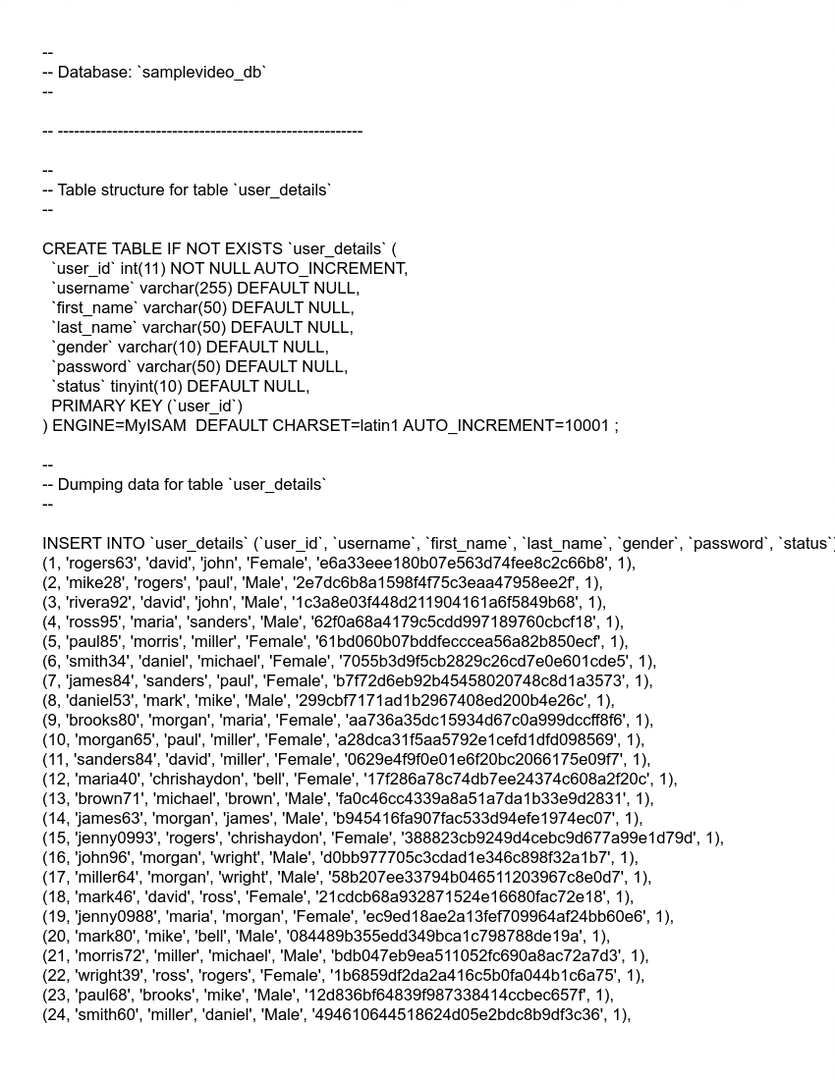 --
-- Database: `samplevideo_db`
--
-- --------------------------------------------------------
--
-- Table structure for table `user_details`
--
CREATE TABLE IF NOT EXISTS `user_details` (
`user_id` int(11) NOT NULL AUTO_INCREMENT,
`username` varchar(255) DEFAULT NULL,
`first_name` varchar(50) DEFAULT NULL,
`last_name` varchar(50) DEFAULT NULL,
`gender` varchar(10) DEFAULT NULL,
`password` varchar(50) DEFAULT NULL,
`status` tinyint(10) DEFAULT NULL,
PRIMARY KEY (`user_id`)
) ENGINE=MyISAM  DEFAULT CHARSET=latin1 AUTO_INCREMENT=10001 ;
--
-- Dumping data for table `user_details`
--
INSERT INTO `user_details` (`user_id`, `username`, `first_name`, `last_name`, `gender`, `password`, `status`)
(1, 'rogers63', 'david', 'john', 'Female', 'e6a33eee180b07e563d74fee8c2c66b8', 1),
(2, 'mike28', 'rogers', 'paul', 'Male', '2e7dc6b8a1598f4f75c3eaa47958ee2f', 1),
(3, 'rivera92', 'david', 'john', 'Male', '1c3a8e03f448d211904161a6f5849b68', 1),
(4, 'ross95', 'maria', 'sanders', 'Male', '62f0a68a4179c5cdd997189760cbcf18', 1),
(5, 'paul85', 'morris', 'miller', 'Female', '61bd060b07bddfecccea56a82b850ecf', 1),
(6, 'smith34', 'daniel', 'michael', 'Female', '7055b3d9f5cb2829c26cd7e0e601cde5', 1),
(7, 'james84', 'sanders', 'paul', 'Female', 'b7f72d6eb92b45458020748c8d1a3573', 1),
(8, 'daniel53', 'mark', 'mike', 'Male', '299cbf7171ad1b2967408ed200b4e26c', 1),
(9, 'brooks80', 'morgan', 'maria', 'Female', 'aa736a35dc15934d67c0a999dccff8f6', 1),
(10, 'morgan65', 'paul', 'miller', 'Female', 'a28dca31f5aa5792e1cefd1dfd098569', 1),
(11, 'sanders84', 'david', 'miller', 'Female', '0629e4f9f0e01e6f20bc2066175e09f7', 1),
(12, 'maria40', 'chrishaydon', 'bell', 'Female', '17f286a78c74db7ee24374c608a2f20c', 1),
(13, 'brown71', 'michael', 'brown', 'Male', 'fa0c46cc4339a8a51a7da1b33e9d2831', 1),
(14, 'james63', 'morgan', 'james', 'Male', 'b945416fa907fac533d94efe1974ec07', 1),
(15, 'jenny0993', 'rogers', 'chrishaydon', 'Female', '388823cb9249d4cebc9d677a99e1d79d', 1),
(16, 'john96', 'morgan', 'wright', 'Male', 'd0bb977705c3cdad1e346c898f32a1b7', 1),
(17, 'miller64', 'morgan', 'wright', 'Male', '58b207ee33794b046511203967c8e0d7', 1),
(18, 'mark46', 'david', 'ross', 'Female', '21cdcb68a932871524e16680fac72e18', 1),
(19, 'jenny0988', 'maria', 'morgan', 'Female', 'ec9ed18ae2a13fef709964af24bb60e6', 1),
(20, 'mark80', 'mike', 'bell', 'Male', '084489b355edd349bca1c798788de19a', 1),
(21, 'morris72', 'miller', 'michael', 'Male', 'bdb047eb9ea511052fc690a8ac72a7d3', 1),
(22, 'wright39', 'ross', 'rogers', 'Female', '1b6859df2da2a416c5b0fa044b1c6a75', 1),
(23, 'paul68', 'brooks', 'mike', 'Male', '12d836bf64839f987338414ccbec657f', 1),
(24, 'smith60', 'miller', 'daniel', 'Male', '494610644518624d05e2bdc8b9df3c36', 1),